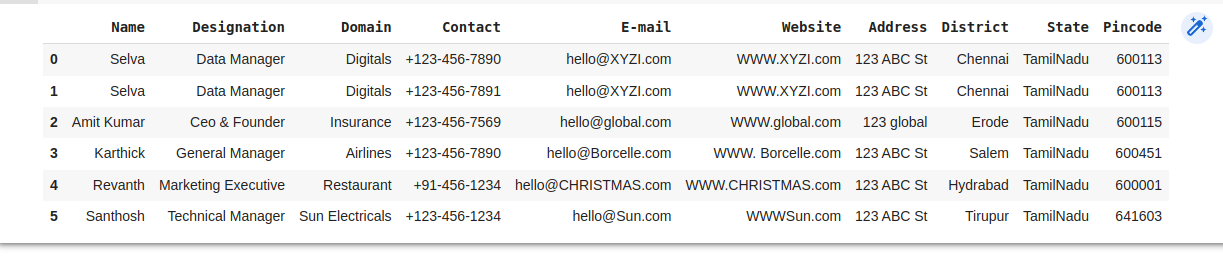 Name Designation Domain Contact E-mail Website Address District State Pincode
0 Selva Data Manager Digitals +123-456-7890 hello@XYZI.com WWW.XYZI.com 123 ABC St Chennai TamilNadu 600113
1 Selva Data Manager Digitals +123-456-7891 hello@XYZI.com WWW.XYZI.com 123 ABC St Chennai TamilNadu 600113
2 Amit Kumar Ceo & Founder Insurance +123-456-7569 hello@global.com WWW.global.com 123 global Erode TamilNadu 600115
3 Karthick General Manager Airlines +123-456-7890 hello@Borcelle.com WWW. Borcelle.com 123 ABC St Salem TamilNadu 600451
4 Revanth Marketing Executive Restaurant +91-456-1234 hello@CHRISTMAS.com WWW.CHRISTMAS.com 123 ABC St Hydrabad TamilNadu 600001
5 Santhosh Technical Manager Sun Electricals +123-456-1234 hello@Sun.com WWWSun.com 123 ABC St Tirupur TamilNadu 641603